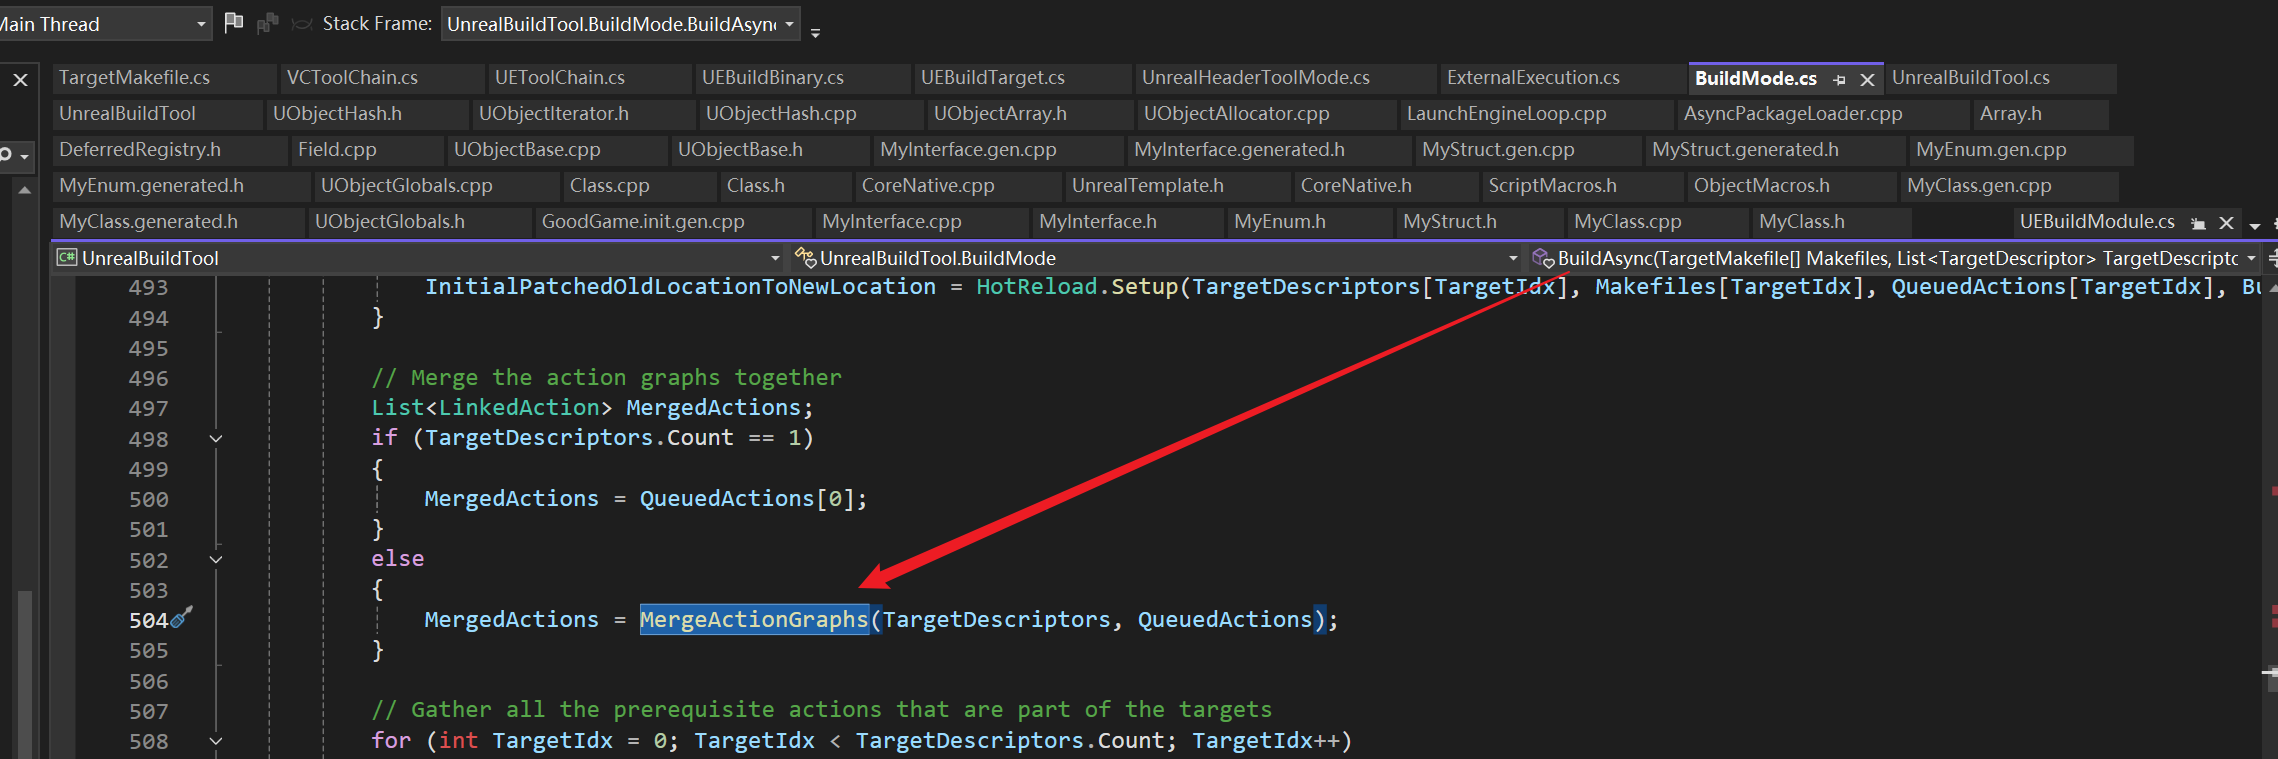 Main Thread Stack Frame: UnrealBuildTool.BuildMode.BuildAsyn
TargetMakefile.cs VCToolChain.cs UEToolChain.cs UEBuildBinary.cs UEBuildTarget.cs UnrealHeaderToolMode.cs ExternalExecution.cs BuildMode.cs UnrealBuildTool.cs
UnrealBuildTool UObjectHash.h UObjectIterator.h UObjectHash.cpp UObjectArray.h UObjectAllocator.cpp LaunchEngineLoop.cpp AsyncPackageLoader.cpp Array.h
DeferredRegistry.h Field.cpp UObjectBase.cpp UObjectBase.h MyInterface.gen.cpp MyInterface.generated.h MyStruct.gen.cpp MyStruct.generated.h MyEnum.gen.cpp
MyEnum.generated.h UObjectGlobals.cpp Class.cpp Class.h CoreNative.cpp UnrealTemplate.h CoreNative.h ScriptMacros.h ObjectMacros.h MyClass.gen.cpp
MyClass.generated.h UObjectGlobals.h GoodGame.init.gen.cpp MyInterface.cpp MyInterface.h MyEnum.h MyStruct.h MyClass.cpp MyClass.h UEBuildModule.cs
C# UnrealBuildTool UnrealBuildTool.BuildMode BuildAsync(TargetMakefile[] Makefiles, List<TargetDescriptor> TargetDescriptc
493 InitialPatchedOldLocationToNewLocation = HotReload.Setup(TargetDescriptors[TargetIdx], Makefiles[TargetIdx], QueuedActions[TargetIdx], Bu
494 }
495
496 // Merge the action graphs together
497 List<LinkedAction> MergedActions;
498 if (TargetDescriptors.Count == 1)
499 {
500 MergedActions = QueuedActions[0];
501 }
502 else
503 {
504 MergedActions = MergeActionGraphs(TargetDescriptors, QueuedActions);
505 }
506
507 // Gather all the prerequisite actions that are part of the targets
508 for (int TargetIdx = 0; TargetIdx < TargetDescriptors.Count; TargetIdx++)